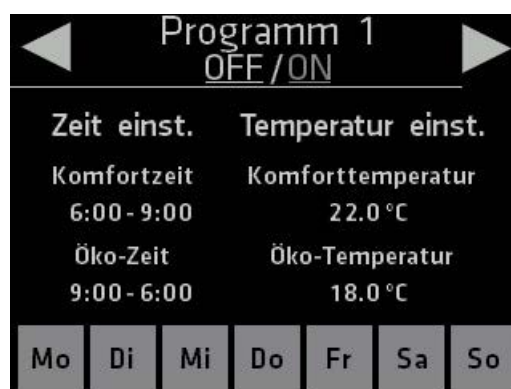 Programm 1
OFF/ON
Zeit einst. Temperatur einst.
Komfortzeit Komforttemperatur
6:00-9:00 22.0 °C
Öko-Zeit Öko-Temperatur
9:00-6:00 18.0 °C
Mo Di Mi Do Fr Sa So